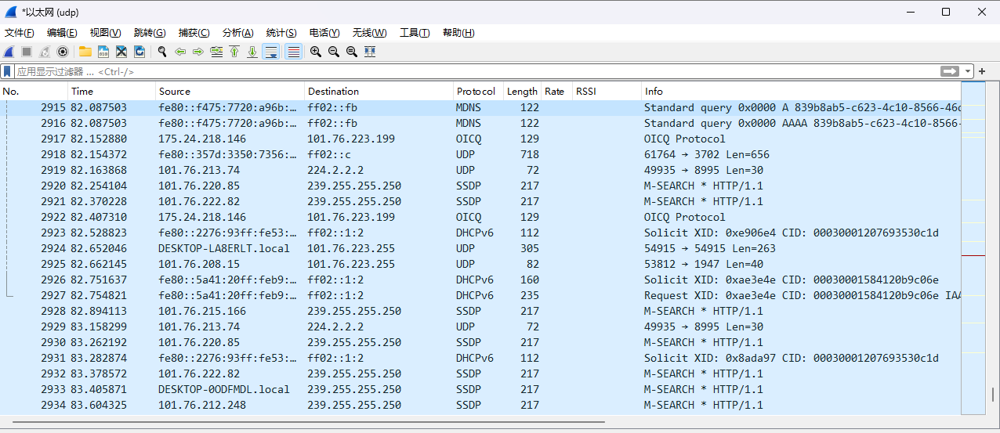 *以太网 (udp)
文件(F) 编辑(E) 视图(V) 跳转(G) 捕获(C) 分析(A) 统计(S) 电话(Y) 无线(W) 工具(T) 帮助(H)
应用显示过滤器 … <Ctrl-/>
No. Time Source Destination Protocol Length Rate RSSI Info
2915 82.087503 fe80::f475:7720:a96b:… ff02::fb MDNS 122 Standard query 0x0000 A 839b8ab5-c623-4c10-8566-46c
2916 82.087503 fe80::f475:7720:a96b:… ff02::fb MDNS 122 Standard query 0x0000 AAAA 839b8ab5-c623-4c10-8566-
2917 82.152880 175.24.218.146 101.76.223.199 OICQ 129 OICQ Protocol
2918 82.154372 fe80::357d:3350:7356:… ff02::c UDP 718 61764 → 3702 Len=656
2919 82.163868 101.76.213.74 224.2.2.2 UDP 72 49935 → 8995 Len=30
2920 82.254104 101.76.220.85 239.255.255.250 SSDP 217 M-SEARCH * HTTP/1.1
2921 82.370228 101.76.222.82 239.255.255.250 SSDP 217 M-SEARCH * HTTP/1.1
2922 82.407310 175.24.218.146 101.76.223.199 OICQ 129 OICQ Protocol
2923 82.528823 fe80::2276:93ff:fe53:… ff02::1:2 DHCPv6 112 Solicit XID: 0xe906e4 CID: 00030001207693530c1d
2924 82.652046 DESKTOP-LA8ERLT.local 101.76.223.255 UDP 305 54915 → 54915 Len=263
2925 82.662145 101.76.208.15 101.76.223.255 UDP 82 53812 → 1947 Len=40
2926 82.751637 fe80::5a41:20ff:feb9:… ff02::1:2 DHCPv6 160 Solicit XID: 0xae3e4e CID: 00030001584120b9c06e
2927 82.754821 fe80::5a41:20ff:feb9:… ff02::1:2 DHCPv6 235 Request XID: 0xae3e4e CID: 00030001584120b9c06e IAA
2928 82.894113 101.76.215.166 239.255.255.250 SSDP 217 M-SEARCH * HTTP/1.1
2929 83.158299 101.76.213.74 224.2.2.2 UDP 72 49935 → 8995 Len=30
2930 83.262192 101.76.220.85 239.255.255.250 SSDP 217 M-SEARCH * HTTP/1.1
2931 83.282874 fe80::2276:93ff:fe53:… ff02::1:2 DHCPv6 112 Solicit XID: 0x8ada97 CID: 00030001207693530c1d
2932 83.378572 101.76.222.82 239.255.255.250 SSDP 217 M-SEARCH * HTTP/1.1
2933 83.405871 DESKTOP-0ODFMDL.local 239.255.255.250 SSDP 217 M-SEARCH * HTTP/1.1
2934 83.604325 101.76.212.248 239.255.255.250 SSDP 217 M-SEARCH * HTTP/1.1